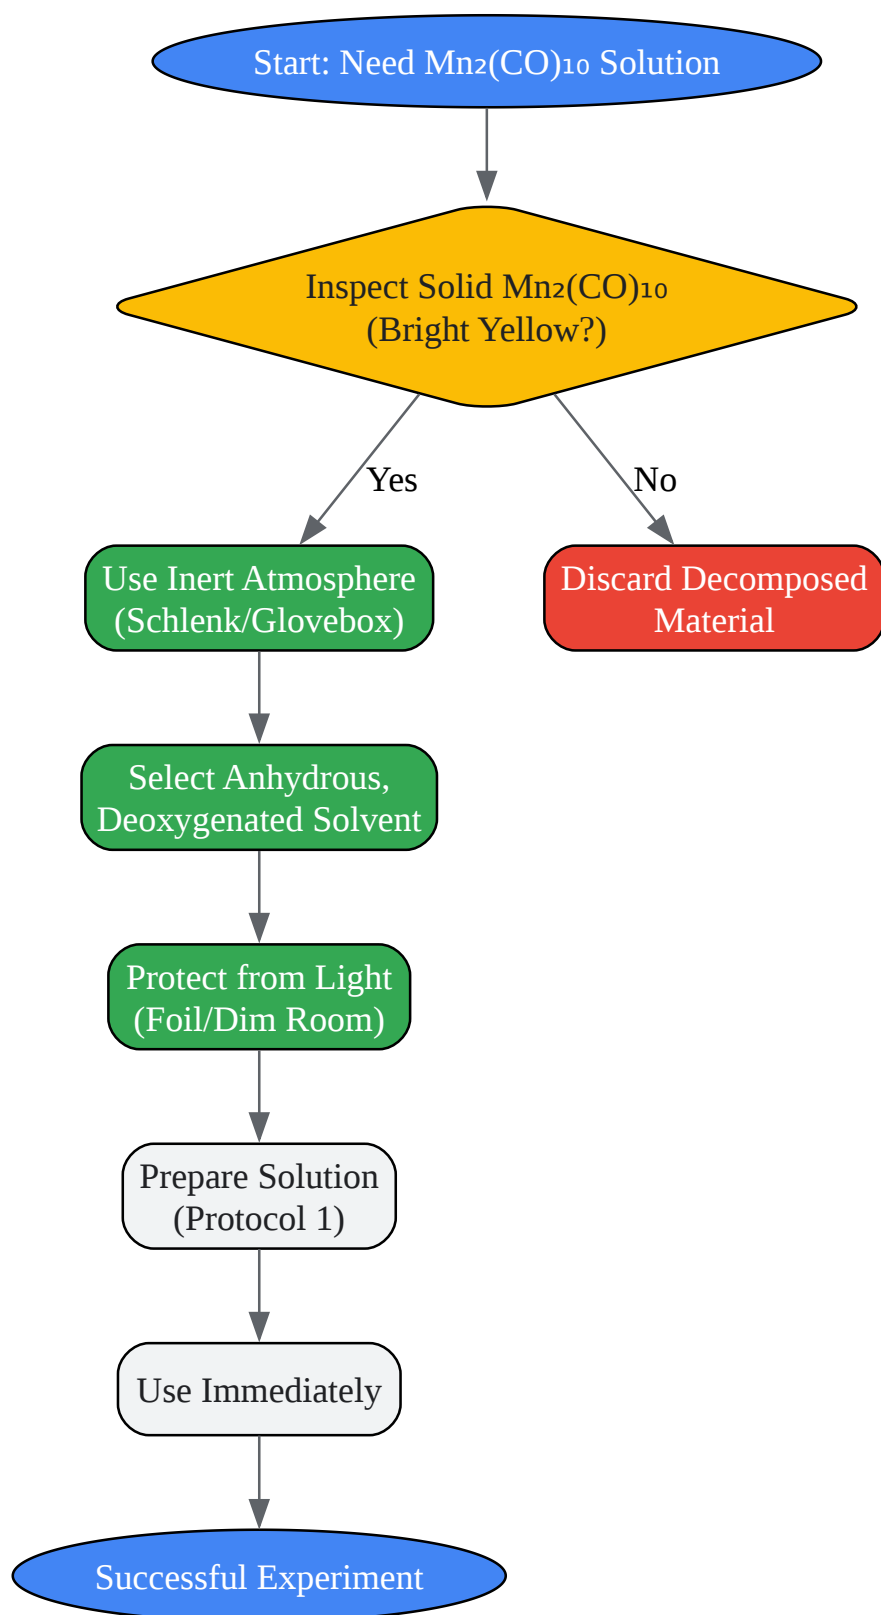 Start: Need Mn₂(CO)₁₀ Solution
Inspect Solid Mn₂(CO)₁₀
(Bright Yellow?)
Yes
No
Use Inert Atmosphere
(Schlenk/Glovebox)
Discard Decomposed
Material
Select Anhydrous,
Deoxygenated Solvent
Protect from Light
(Foil/Dim Room)
Prepare Solution
(Protocol 1)
Use Immediately
Successful Experiment